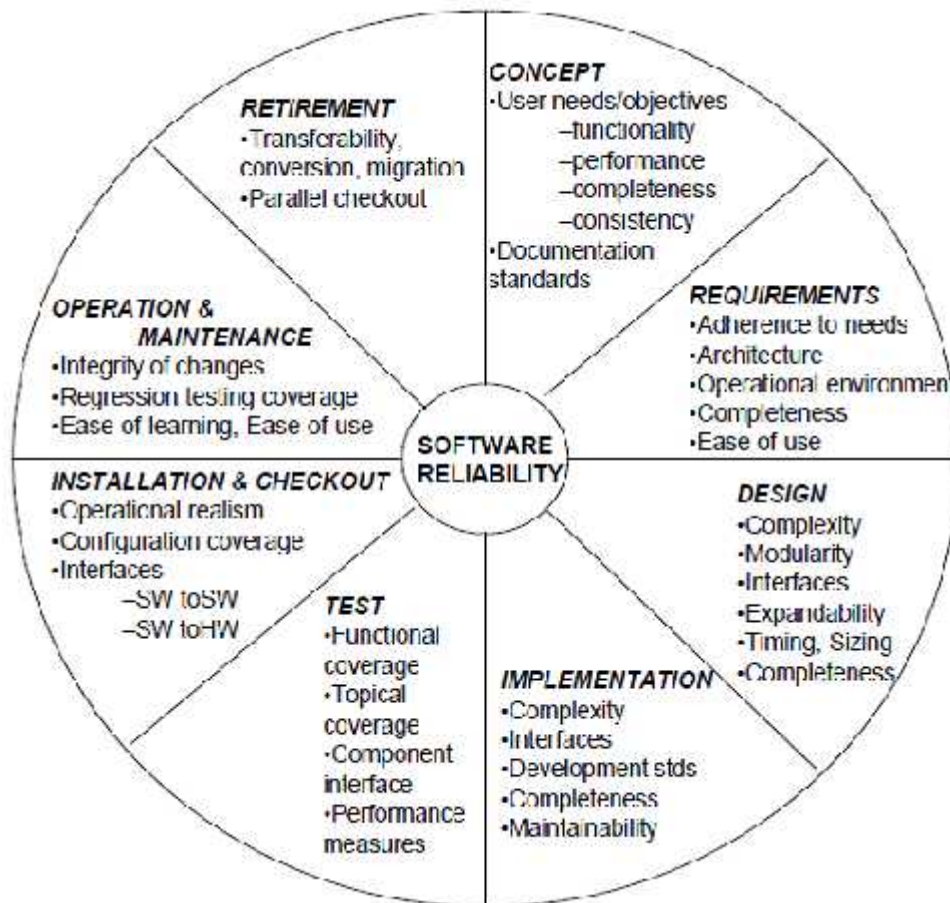 CONCEPT
•User needs/objectives
–functionality
–performance
–completeness
–consistency
•Documentation
standards
REQUIREMENTS
•Adherence to needs
•Architecture
•Operational environmen
•Completeness
•Ease of use
DESIGN
•Complexity
•Modularity
•Interfaces
•Expandability
•Timing, Sizing
•Completeness
IMPLEMENTATION
•Complexity
•Interfaces
•Development stds
•Completeness
•Maintainability
TEST
•Functional
coverage
•Topical
coverage
•Component
interface
•Performance
measures
INSTALLATION & CHECKOUT
•Operational realism
•Configuration coverage
•Interfaces
–SW toSW
–SW toHW
OPERATION &
MAINTENANCE
•Integrity of changes
•Regression testing coverage
•Ease of learning, Ease of use
RETIREMENT
•Transferability,
conversion, migration
•Parallel checkout
SOFTWARE
RELIABILITY